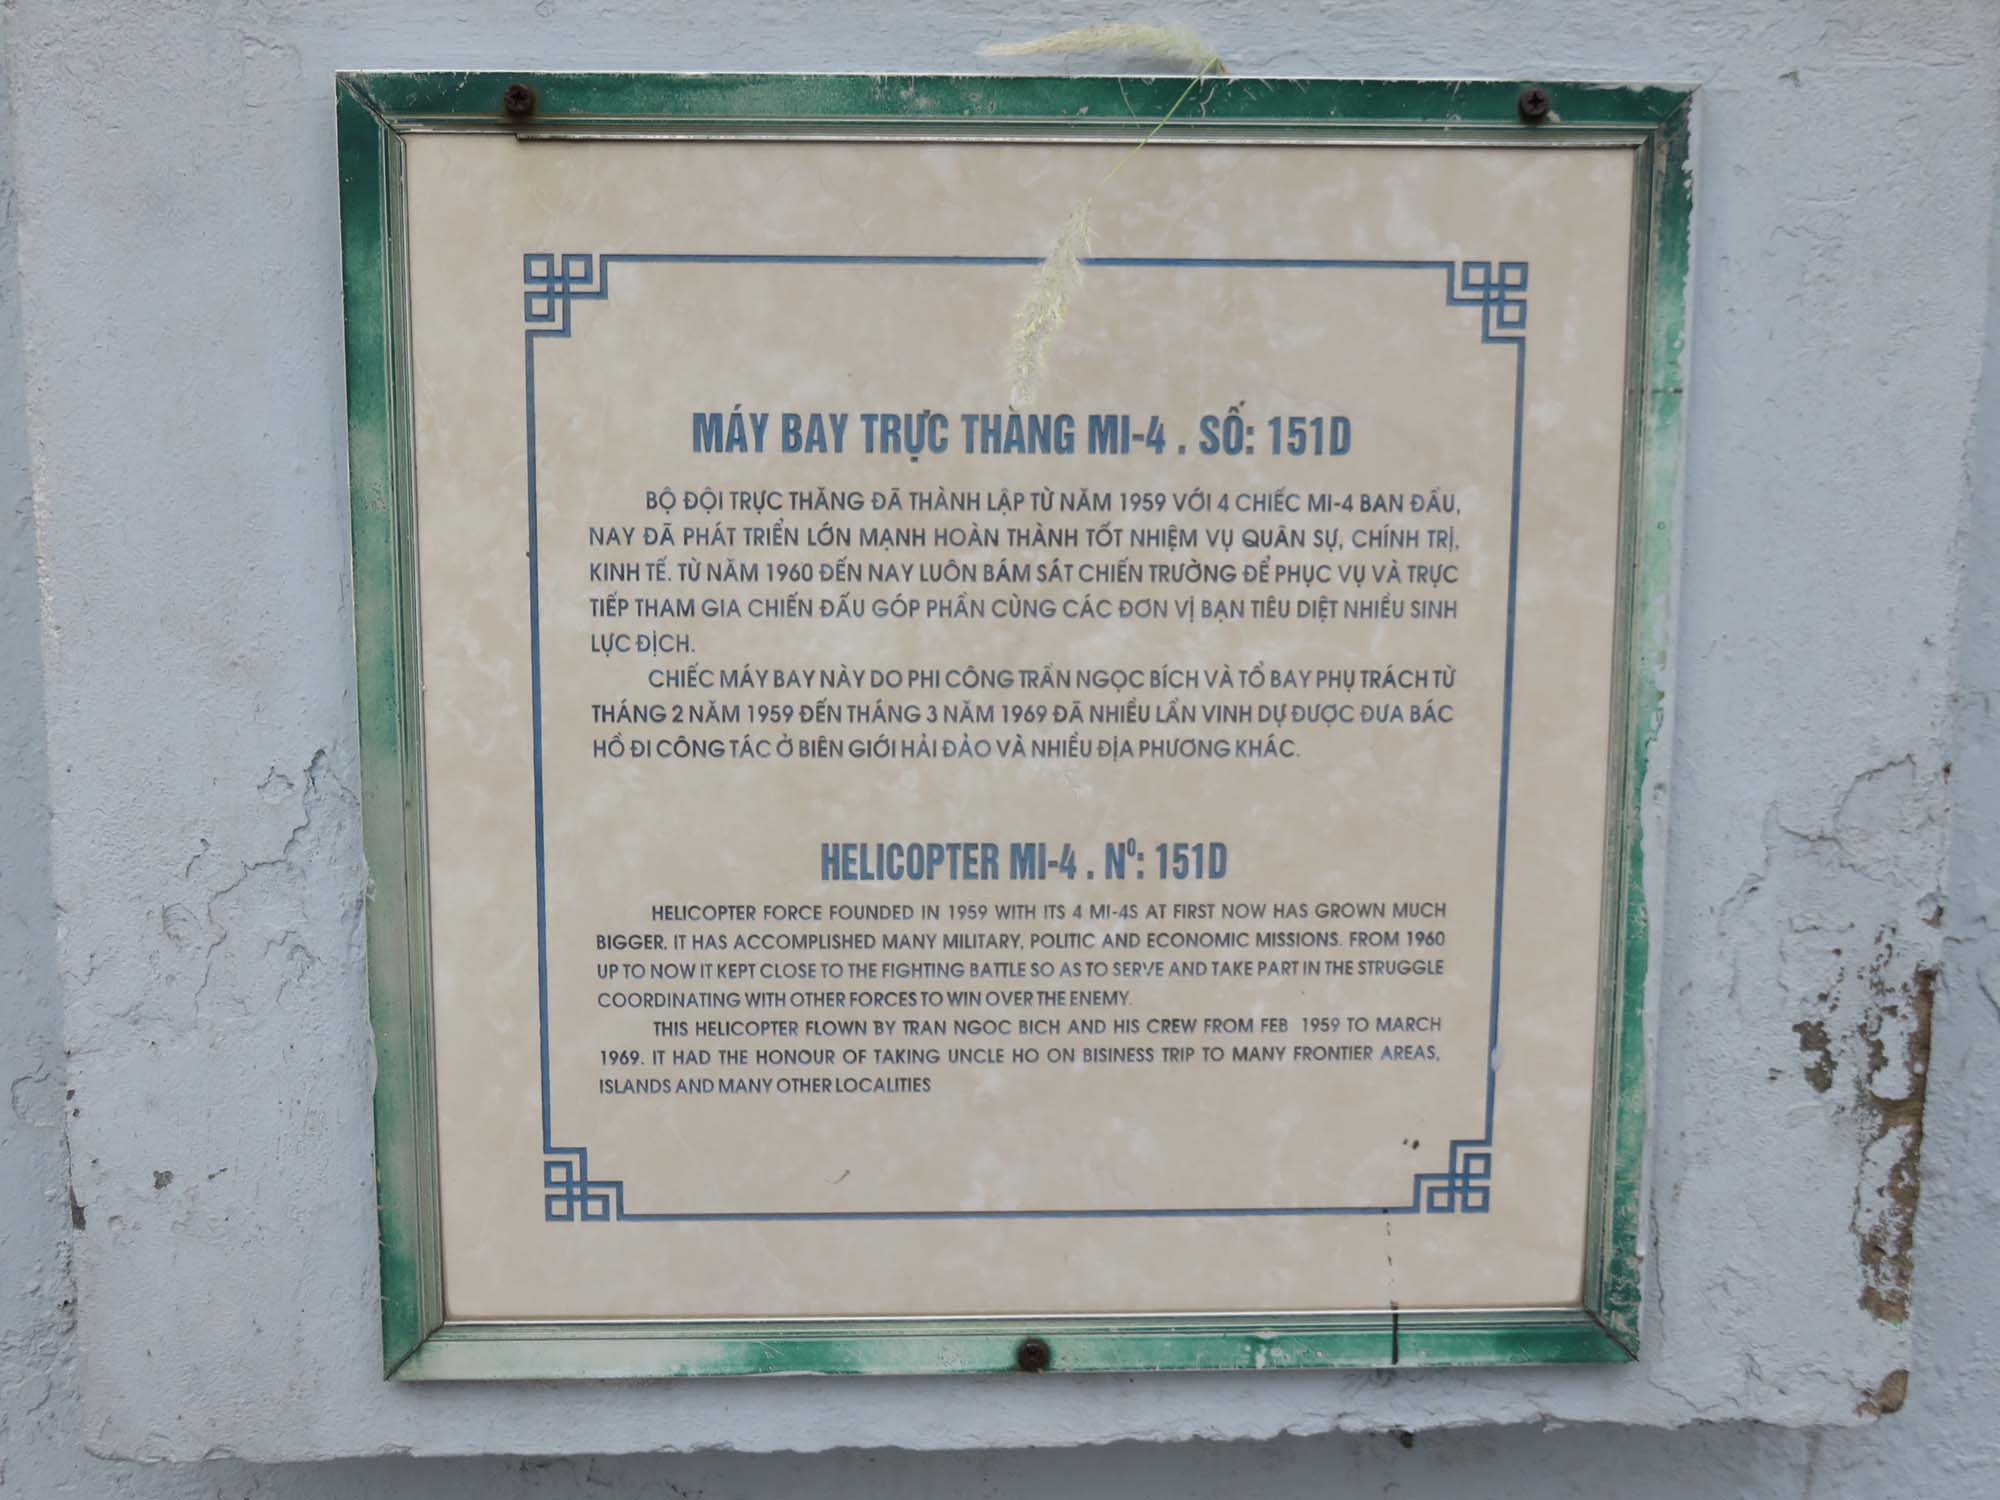 MÁY BAY TRỰC THĂNG MI-4 . SỐ: 151D
BỘ ĐỘI TRỰC THĂNG ĐÃ THÀNH LẬP TỪ NĂM 1959 VỚI 4 CHIẾC MI-4 BAN ĐẦU,
NAY ĐÃ PHÁT TRIỂN LỚN MẠNH HOÀN THÀNH TỐT NHIỆM VỤ QUÂN SỰ, CHÍNH TRỊ,
KINH TẾ. TỪ NĂM 1960 ĐẾN NAY LUÔN BÁM SÁT CHIẾN TRƯỜNG ĐỂ PHỤC VỤ VÀ TRỰC
TIẾP THAM GIA CHIẾN ĐẤU GÓP PHẦN CÙNG CÁC ĐƠN VỊ BẠN TIÊU DIỆT NHIỀU SINH
LỰC ĐỊCH.
CHIẾC MÁY BAY NÀY DO PHI CÔNG TRẦN NGỌC BÍCH VÀ TỔ BAY PHỤ TRÁCH TỪ
THÁNG 2 NĂM 1959 ĐẾN THÁNG 3 NĂM 1969 ĐÃ NHIỀU LẦN VINH DỰ ĐƯỢC ĐƯA BÁC
HỒ ĐI CÔNG TÁC Ở BIÊN GIỚI HẢI ĐẢO VÀ NHIỀU ĐỊA PHƯƠNG KHÁC.
HELICOPTER MI-4 . Nº: 151D
HELICOPTER FORCE FOUNDED IN 1959 WITH ITS 4 MI-4S AT FIRST NOW HAS GROWN MUCH
BIGGER. IT HAS ACCOMPLISHED MANY MILITARY, POLITIC AND ECONOMIC MISSIONS. FROM 1960
UP TO NOW IT KEPT CLOSE TO THE FIGHTING BATTLE SO AS TO SERVE AND TAKE PART IN THE STRUGGLE
COORDINATING WITH OTHER FORCES TO WIN OVER THE ENEMY.
THIS HELICOPTER FLOWN BY TRAN NGOC BICH AND HIS CREW FROM FEB 1959 TO MARCH
1969. IT HAD THE HONOUR OF TAKING UNCLE HO ON BISINESS TRIP TO MANY FRONTIER AREAS,
ISLANDS AND MANY OTHER LOCALITIES